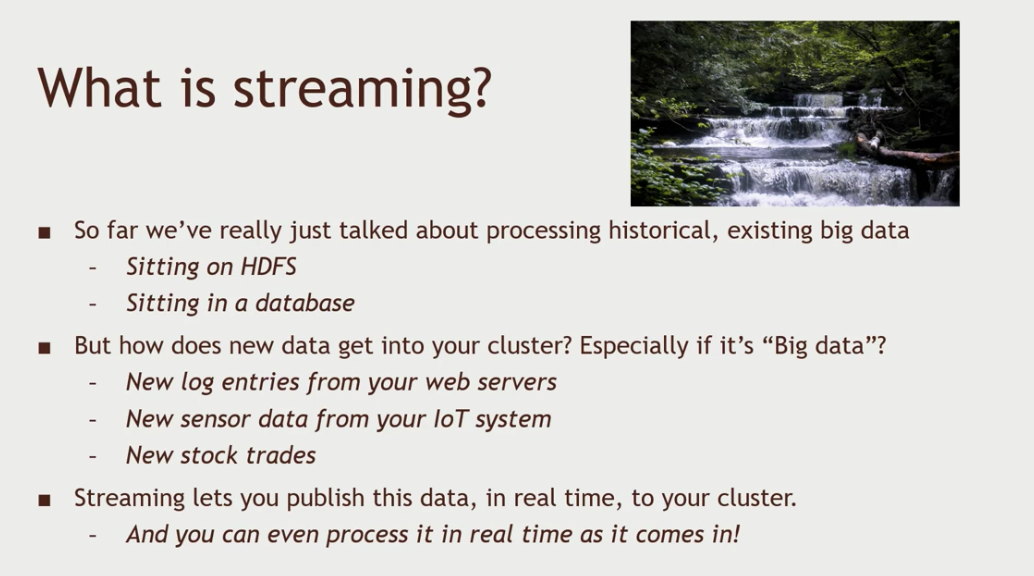 What is streaming?
▪ So far we’ve really just talked about processing historical, existing big data
– Sitting on HDFS
– Sitting in a database
▪ But how does new data get into your cluster? Especially if it’s “Big data”?
– New log entries from your web servers
– New sensor data from your IoT system
– New stock trades
▪ Streaming lets you publish this data, in real time, to your cluster.
– And you can even process it in real time as it comes in!